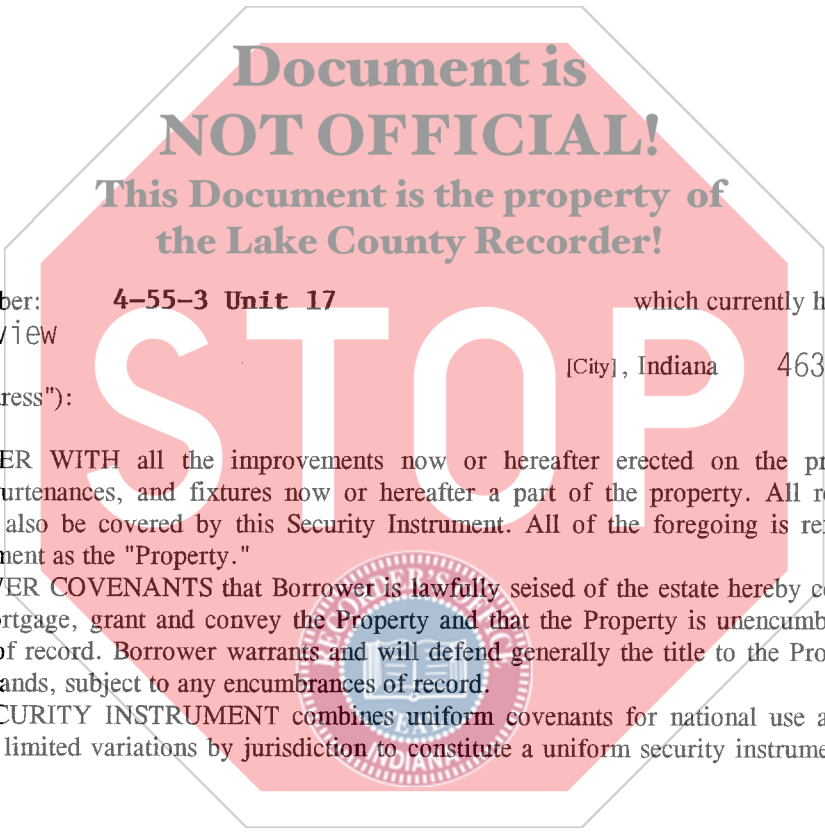 Document is
NOT OFFICIAL!
This Document is the property of
the Lake County Recorder!
ber: 4-55-3 Unit 17 which currently h
view
[City], Indiana 463
ress"):
STOP
ER WITH all the improvements now or hereafter erected on the pr
urtenances, and fixtures now or hereafter a part of the property. All r
also be covered by this Security Instrument. All of the foregoing is re
ment as the "Property."
ER COVENANTS that Borrower is lawfully seised of the estate hereby c
rtgage, grant and convey the Property and that the Property is unencumb
of record. Borrower warrants and will defend generally the title to the Pro
ands, subject to any encumbrances of record.
CURITY INSTRUMENT combines uniform covenants for national use a
limited variations by jurisdiction to constitute a uniform security instrume
SEAL
INDIANA